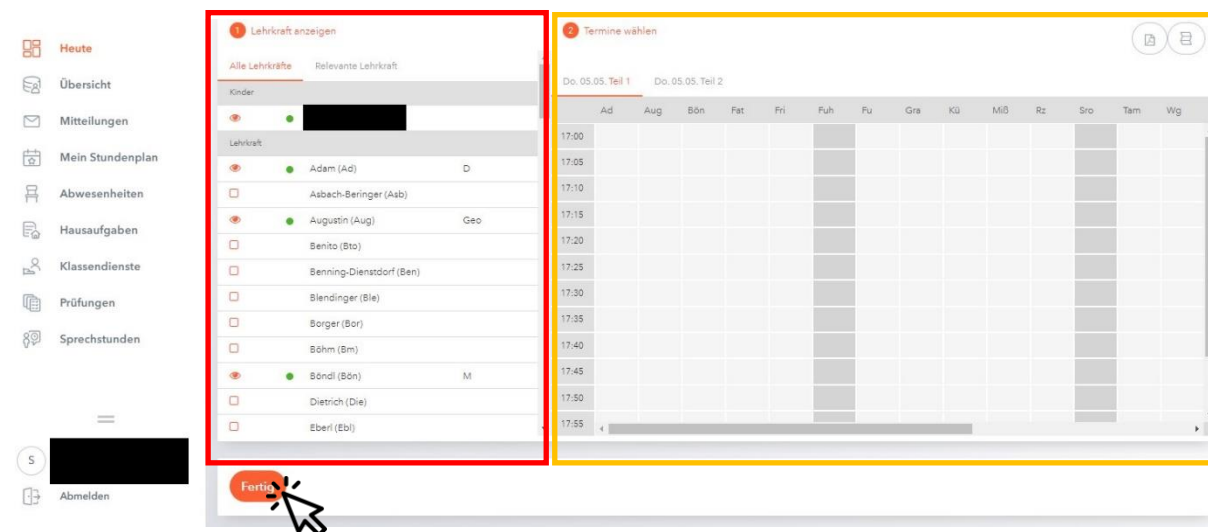 Heute
Übersicht
Mitteilungen
Mein Stundenplan
Abwesenheiten
Hausaufgaben
Klassendienste
Prüfungen
Sprechstunden
S
Abmelden
1 Lehrkraft anzeigen
Alle Lehrkräfte Relevante Lehrkraft
Kinder
Lehrkraft
Adam (Ad) D
Asbach-Beringer (Asb)
Augustin (Aug) Geo
Benito (Bto)
Benning-Dienstdorf (Ben)
Blendinger (Ble)
Borger (Bor)
Böhm (Bm)
Böndl (Bön) M
Dietrich (Die)
Eberl (Ebl)
2 Termine wählen
Do. 05.05. Teil 1 Do. 05.05. Teil 2
Ad Aug Bön Fat Fri Fuh Fu Gra Kü Miß Rz Sro Tam Wg
17:00
17:05
17:10
17:15
17:20
17:25
17:30
17:35
17:40
17:45
17:50
17:55
Fertig